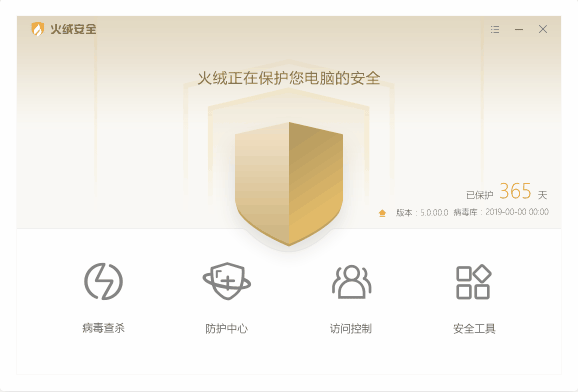 火绒安全
火绒正在保护您电脑的安全
已保护 365 天
版本：5.0.00.0 病毒库：2019-00-00 00:00
病毒查杀 防护中心 访问控制 安全工具